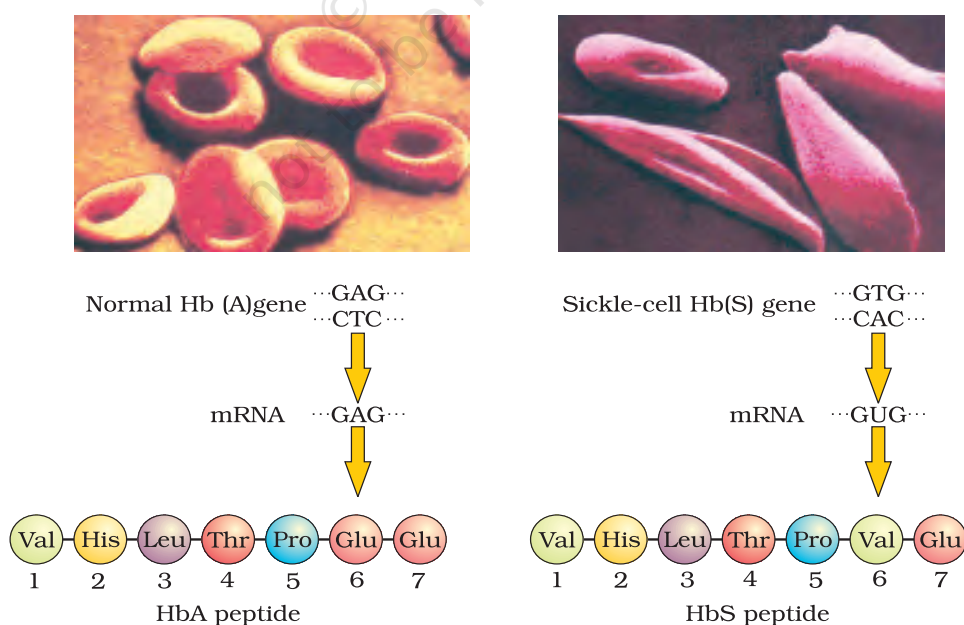 Normal Hb (A)gene ···GAG···
···CTC···
mRNA ···GAG···
Val His Leu Thr Pro Glu Glu
1 2 3 4 5 6 7
HbA peptide
Sickle-cell Hb(S) gene ···GTG···
···CAC···
mRNA ···GUG···
Val His Leu Thr Pro Val Glu
1 2 3 4 5 6 7
HbS peptide